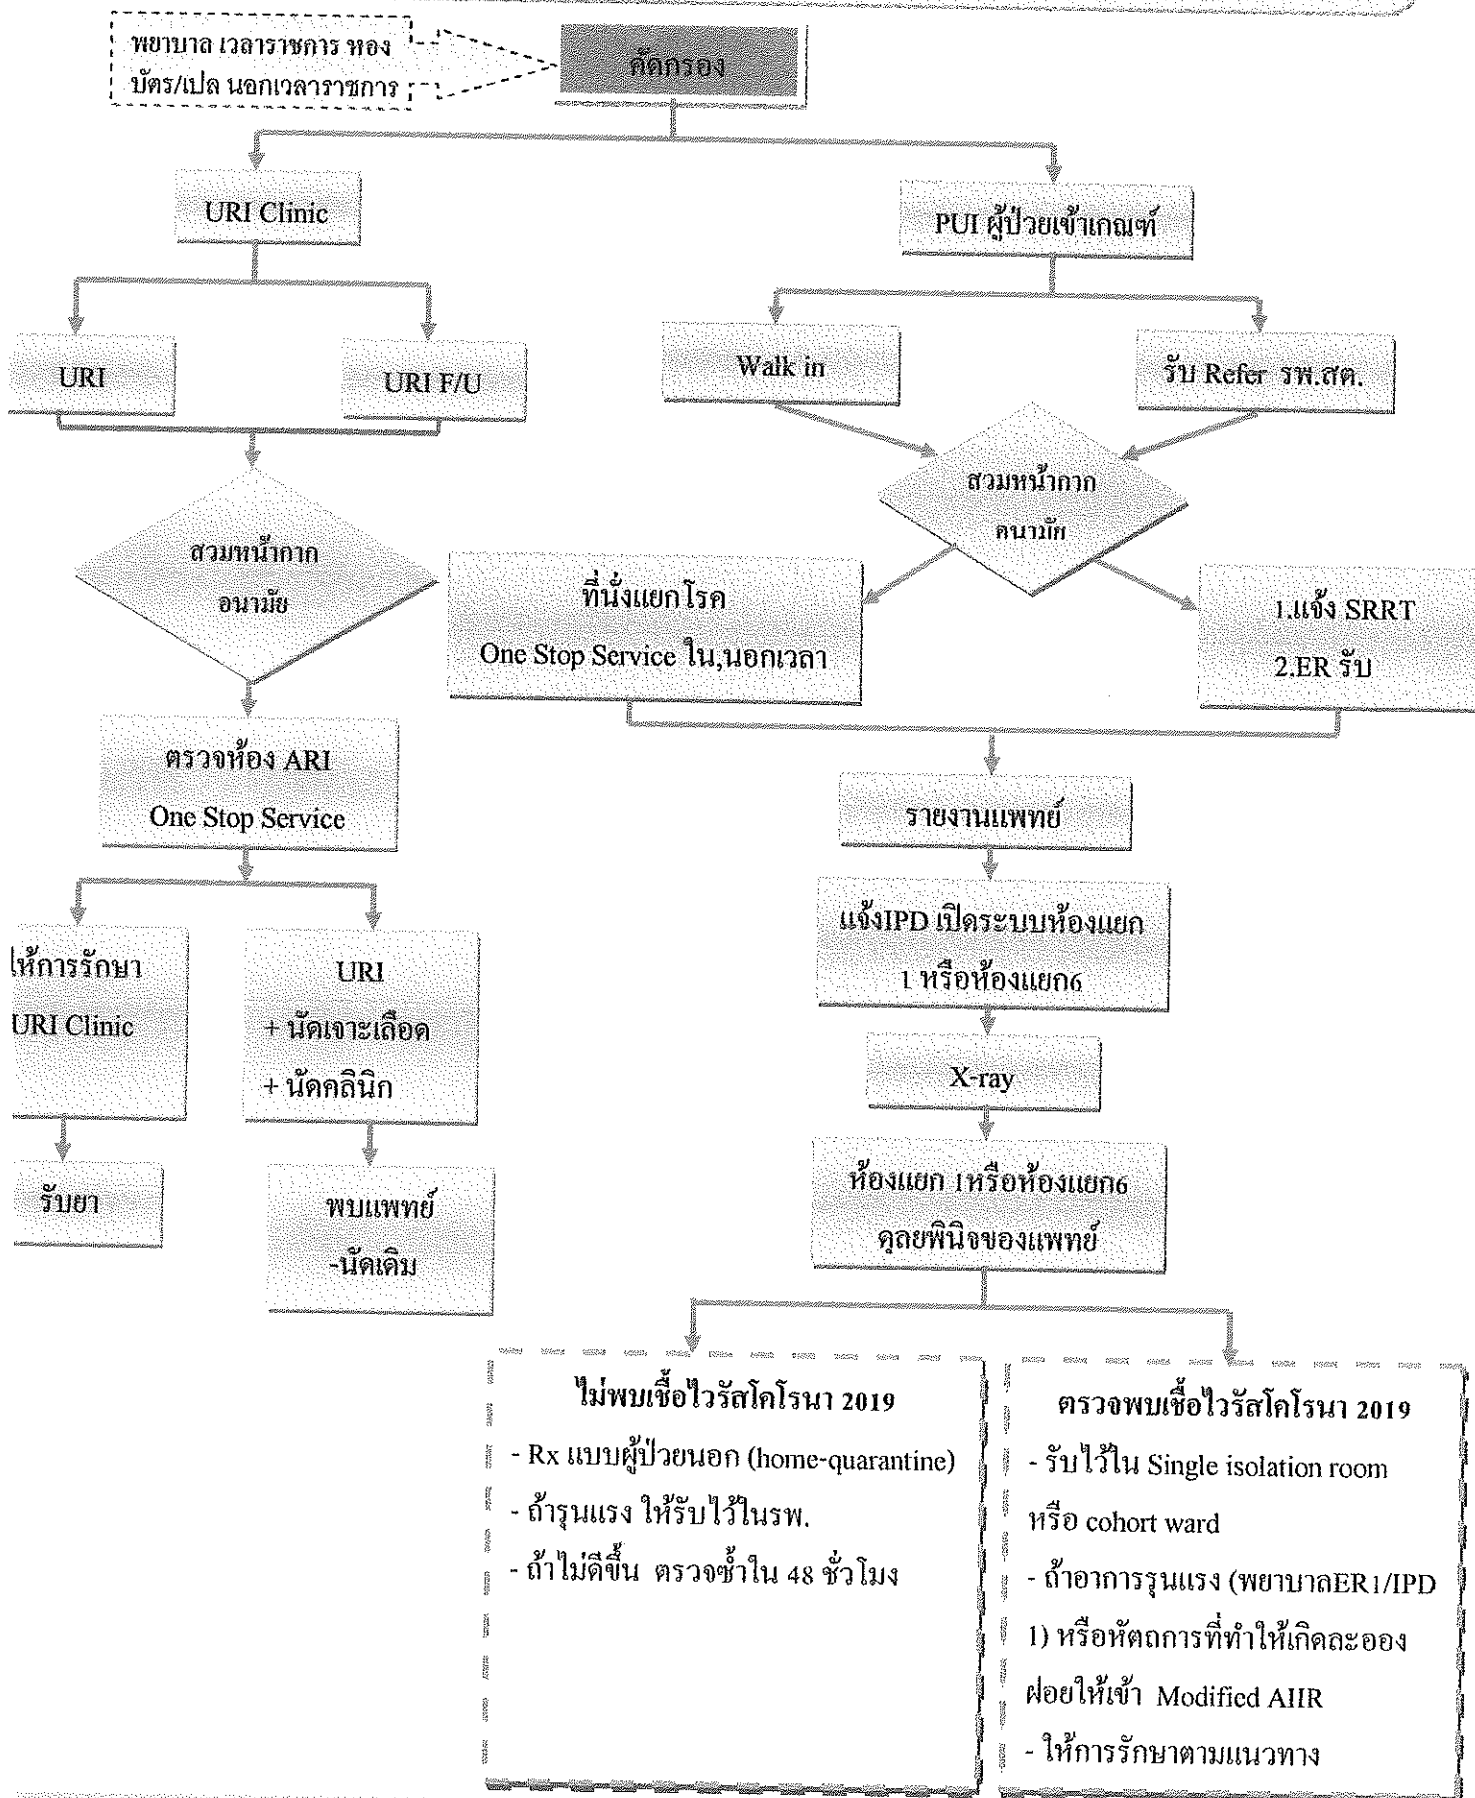 พยาบาล เวลาราชการ หอง
บัตร/เปล นอกเวลาราชการ
คัดกรอง
URI Clinic
PUI ผู้ป่วยเข้าเกณฑ์
URI
URI F/U
Walk in
รับ Refer รพ.สต.
สวมหน้ากาก
อนามัย
สวมหน้ากาก
คนามัย
ที่นั่งแยกโรค
One Stop Service ใน,นอกเวลา
1.แจ้ง SRRT
2.ER รับ
ตรวจห้อง ARI
One Stop Service
รายงานแพทย์
แจ้งIPD เปิดระบบห้องแยก
1 หรือห้องแยก6
ให้การรักษา
URI Clinic
URI
+ นัดเจาะเลือด
+ นัดคลินิก
X-ray
รับยา
พบแพทย์
-นัดเดิม
ห้องแยก 1หรือห้องแยก6
ดุลยพินิจของแพทย์
ไม่พบเชื้อไวรัสโคโรนา 2019
- Rx แบบผู้ป่วยนอก (home-quarantine)
- ถ้ารุนแรง ให้รับไว้ในรพ.
- ถ้าไม่ดีขึ้น ตรวจซ้ำใน 48 ชั่วโมง
ตรวจพบเชื้อไวรัสโคโรนา 2019
- รับไว้ใน Single isolation room
หรือ cohort ward
- ถ้าอาการรุนแรง (พยาบาลER1/IPD
1) หรือหัตถการที่ทำให้เกิดละออง
ฝอยให้เข้า Modified AIIR
- ให้การรักษาตามแนวทาง